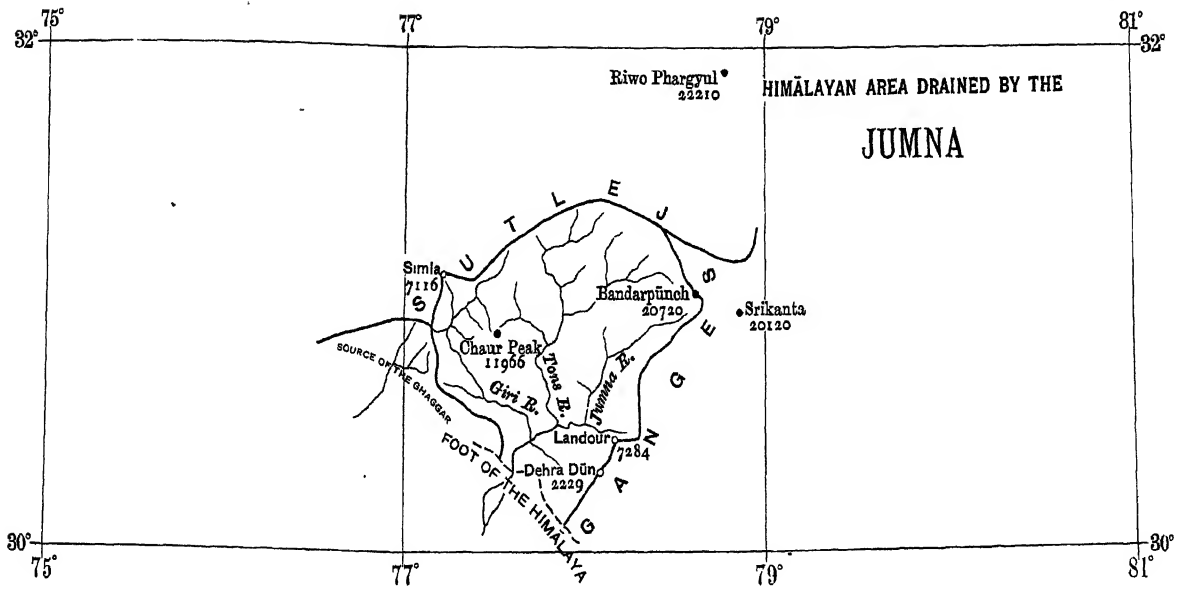 75° 77° 79° 81°
32° 32°
Riwo Phargyul
22210
HIMĀLAYAN AREA DRAINED BY THE
JUMNA
SUTLEJ
Simla
7116
Bandarpūnch
20720
Srikanta
20120
GANGES
Chaur Peak
11966
SOURCE OF THE GHAGGAR
Tons R.
Jumna R.
Giri R.
Landour
7284
FOOT OF THE HIMĀLAYA
Dehra Dūn
2229
30° 30°
75° 77° 79° 81°